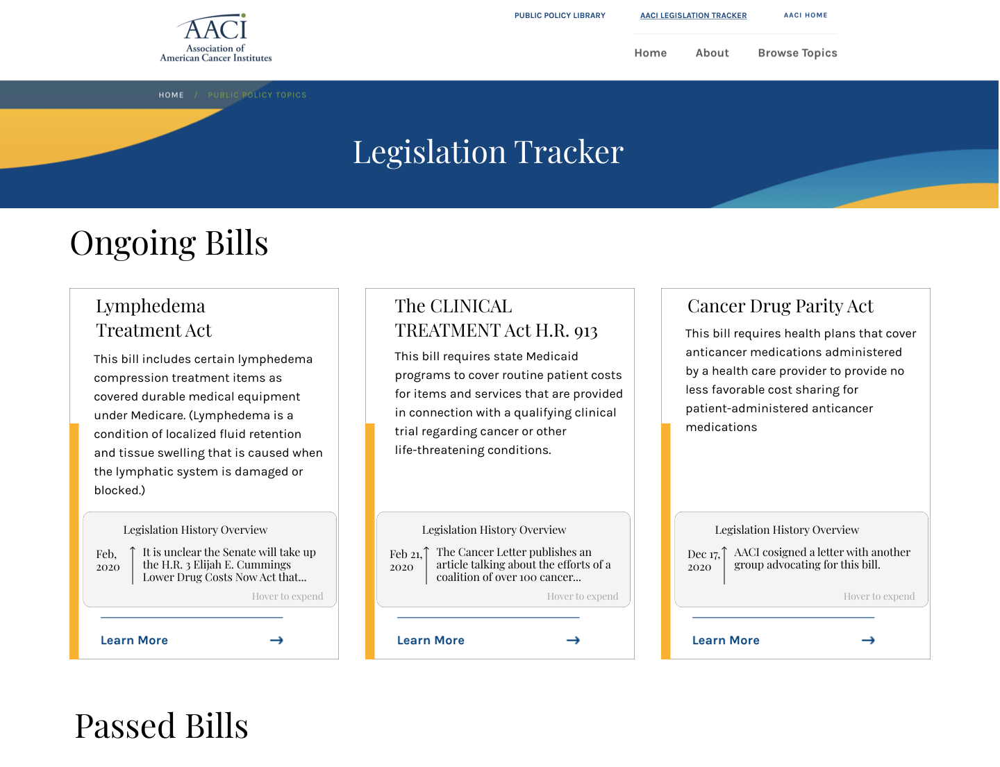 AACI
Association of
American Cancer Institutes
PUBLIC POLICY LIBRARY
AACI LEGISLATION TRACKER
AACI HOME
Home
About
Browse Topics
HOME / PUBLIC POLICY TOPICS
Legislation Tracker
Ongoing Bills
Lymphedema
Treatment Act
This bill includes certain lymphedema
compression treatment items as
covered durable medical equipment
under Medicare. (Lymphedema is a
condition of localized fluid retention
and tissue swelling that is caused when
the lymphatic system is damaged or
blocked.)
Legislation History Overview
Feb,
2020
It is unclear the Senate will take up
the H.R. 3 Elijah E. Cummings
Lower Drug Costs Now Act that...
Hover to expend
Learn More →
The CLINICAL
TREATMENT Act H.R. 913
This bill requires state Medicaid
programs to cover routine patient costs
for items and services that are provided
in connection with a qualifying clinical
trial regarding cancer or other
life-threatening conditions.
Legislation History Overview
Feb 21,
2020
The Cancer Letter publishes an
article talking about the efforts of a
coalition of over 100 cancer...
Hover to expend
Learn More →
Cancer Drug Parity Act
This bill requires health plans that cover
anticancer medications administered
by a health care provider to provide no
less favorable cost sharing for
patient-administered anticancer
medications
Legislation History Overview
Dec 17,
2020
AACI cosigned a letter with another
group advocating for this bill.
Hover to expend
Learn More →
Passed Bills